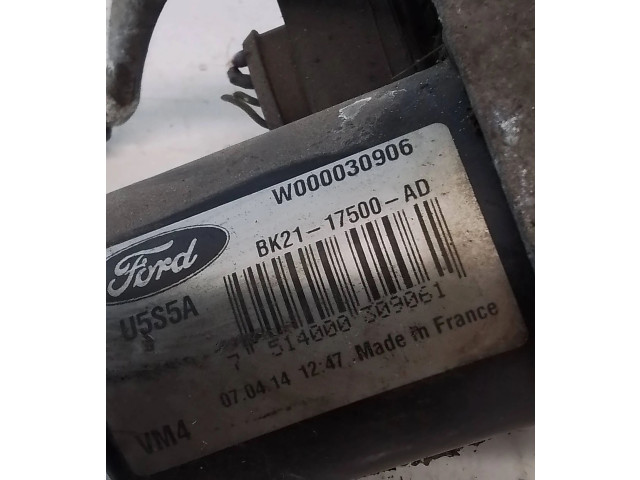 W000030906
BK21-17500-AD
Ford
U5S5A
7 514000 309061
07.04.14 12:47 Made in France
VM4